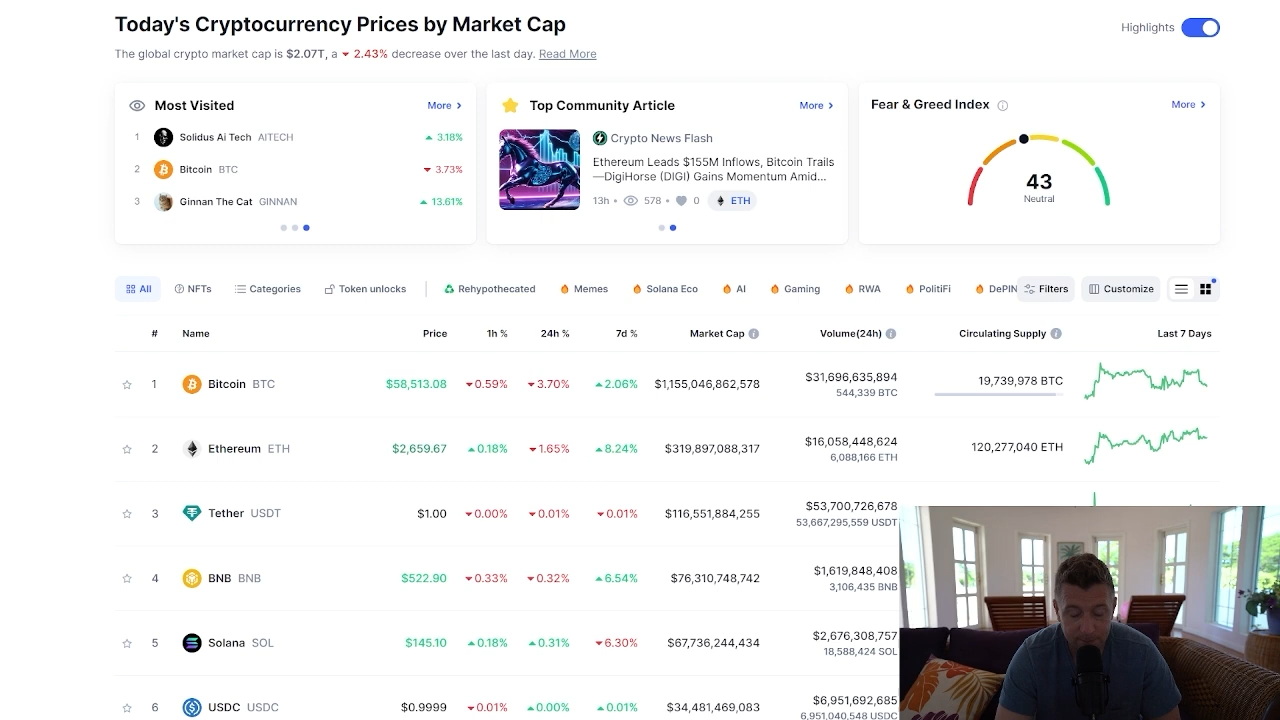 Today's Cryptocurrency Prices by Market Cap
Highlights
The global crypto market cap is $2.07T, a 2.43% decrease over the last day. Read More
Most Visited
More
1 Solidus Ai Tech AITECH 3.18%
2 Bitcoin BTC 3.73%
3 Ginnan The Cat GINNAN 13.61%
Top Community Article
More
Crypto News Flash
Ethereum Leads $155M Inflows, Bitcoin Trails
—DigiHorse (DIGI) Gains Momentum Amid...
13h • 578 • 0 ETH
Fear & Greed Index
More
43
Neutral
All NFTs Categories Token unlocks Rehypothecated Memes Solana Eco AI Gaming RWA PolitiFi DePIN Filters Customize
# Name Price 1h % 24h % 7d % Market Cap Volume(24h) Circulating Supply Last 7 Days
1 Bitcoin BTC $58,513.08 0.59% 3.70% 2.06% $1,155,046,862,578 $31,696,635,894 19,739,978 BTC
544,339 BTC
2 Ethereum ETH $2,659.67 0.18% 1.65% 8.24% $319,897,088,317 $16,058,448,624 120,277,040 ETH
6,088,166 ETH
3 Tether USDT $1.00 0.00% 0.01% 0.01% $116,551,884,255 $53,700,726,678
53,667,295,559 USDT
4 BNB BNB $522.90 0.33% 0.32% 6.54% $76,310,748,742 $1,619,848,408
3,106,435 BNB
5 Solana SOL $145.10 0.18% 0.31% 6.30% $67,736,244,434 $2,676,308,757
18,588,424 SOL
6 USDC USDC $0.9999 0.01% 0.00% 0.01% $34,481,469,083 $6,951,692,685
6,951,040,548 USDC